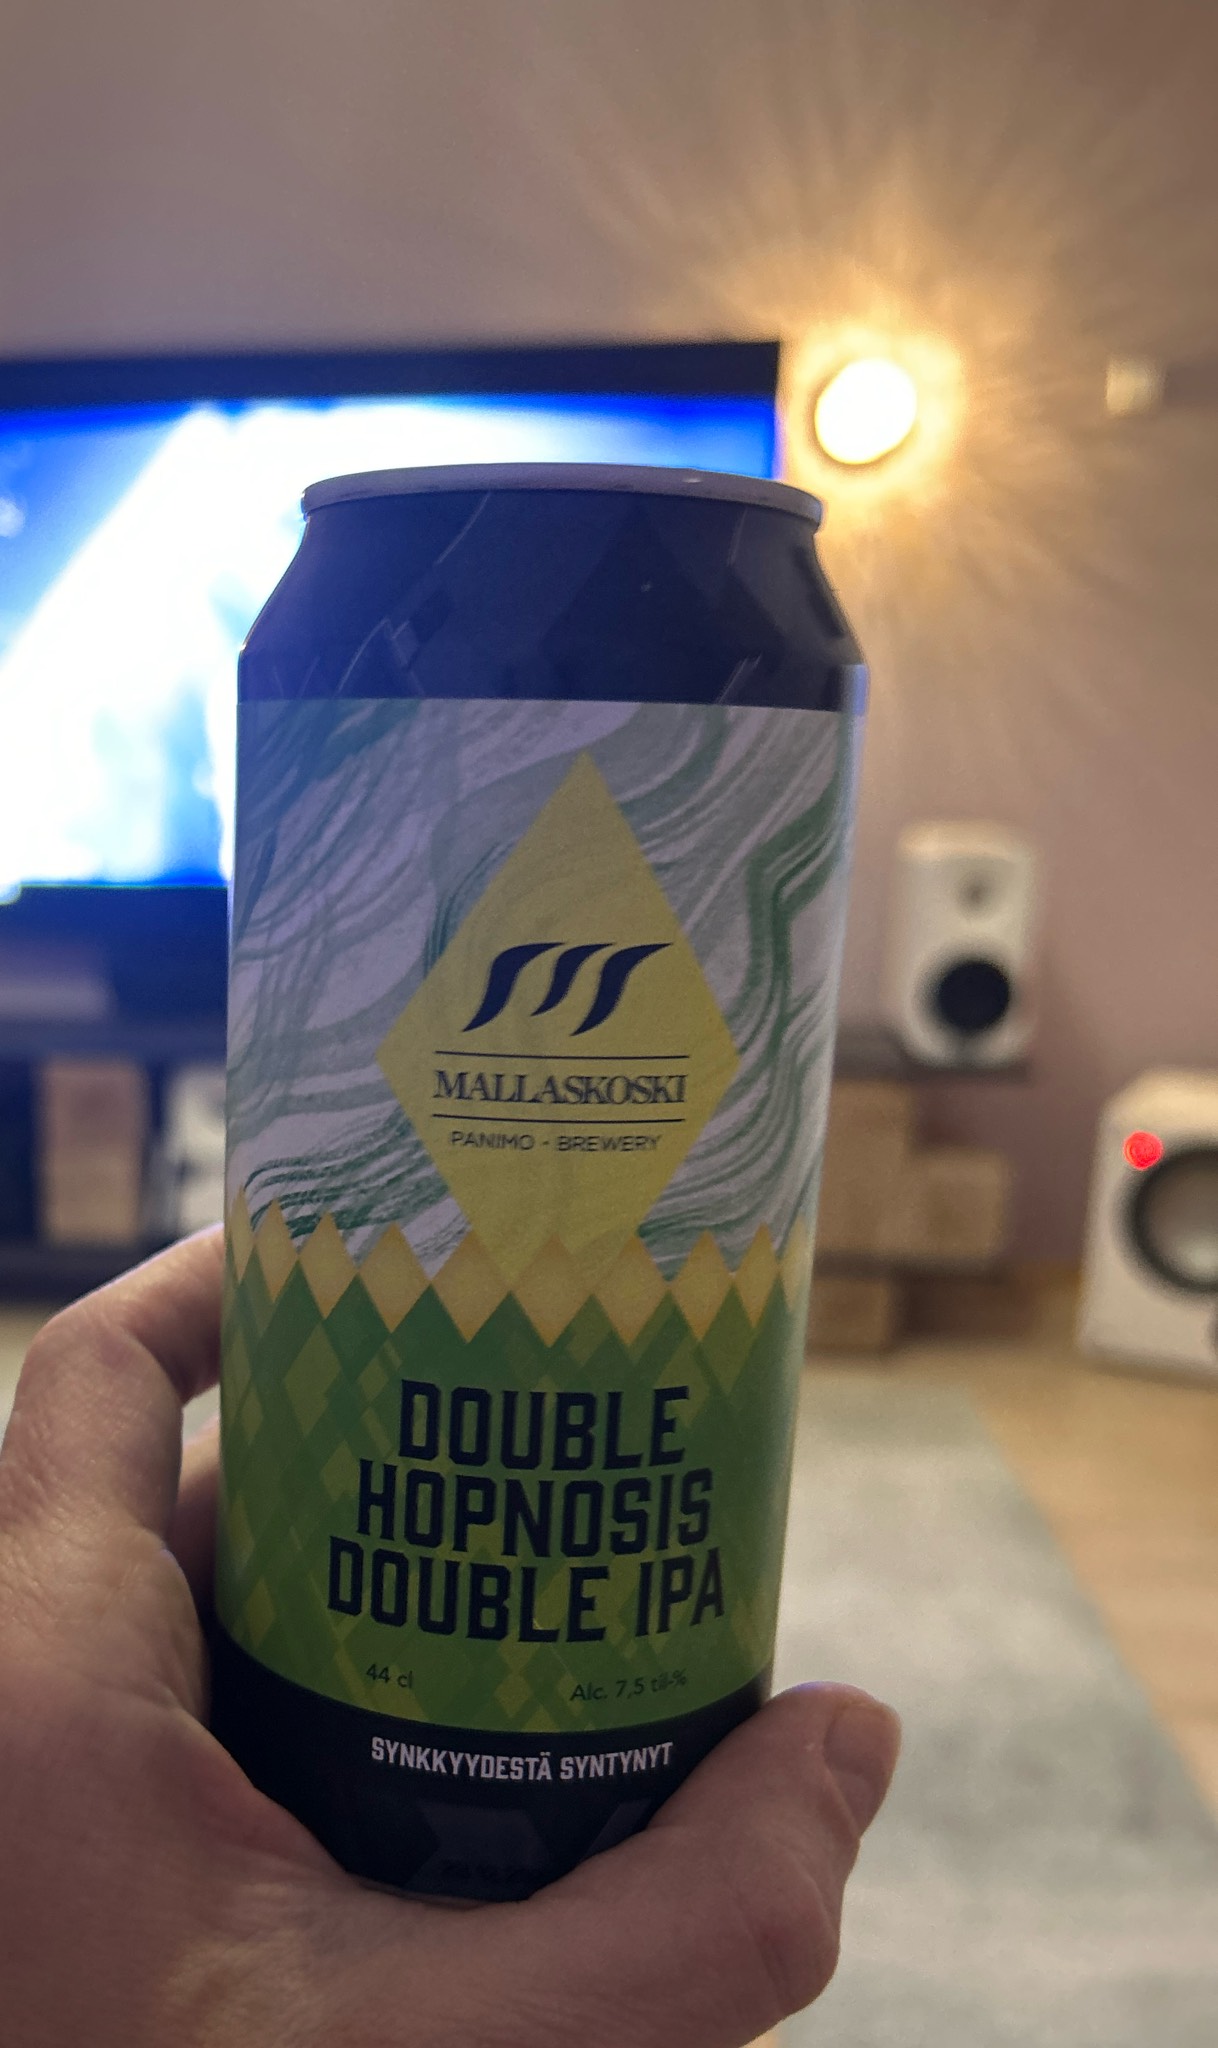 MALLASKOSKI
PANIMO - BREWERY
DOUBLE
HOPNOSIS
DOUBLE IPA
44 cl Alc. 7,5 til-%
SYNKKYYDESTÄ SYNTYNYT